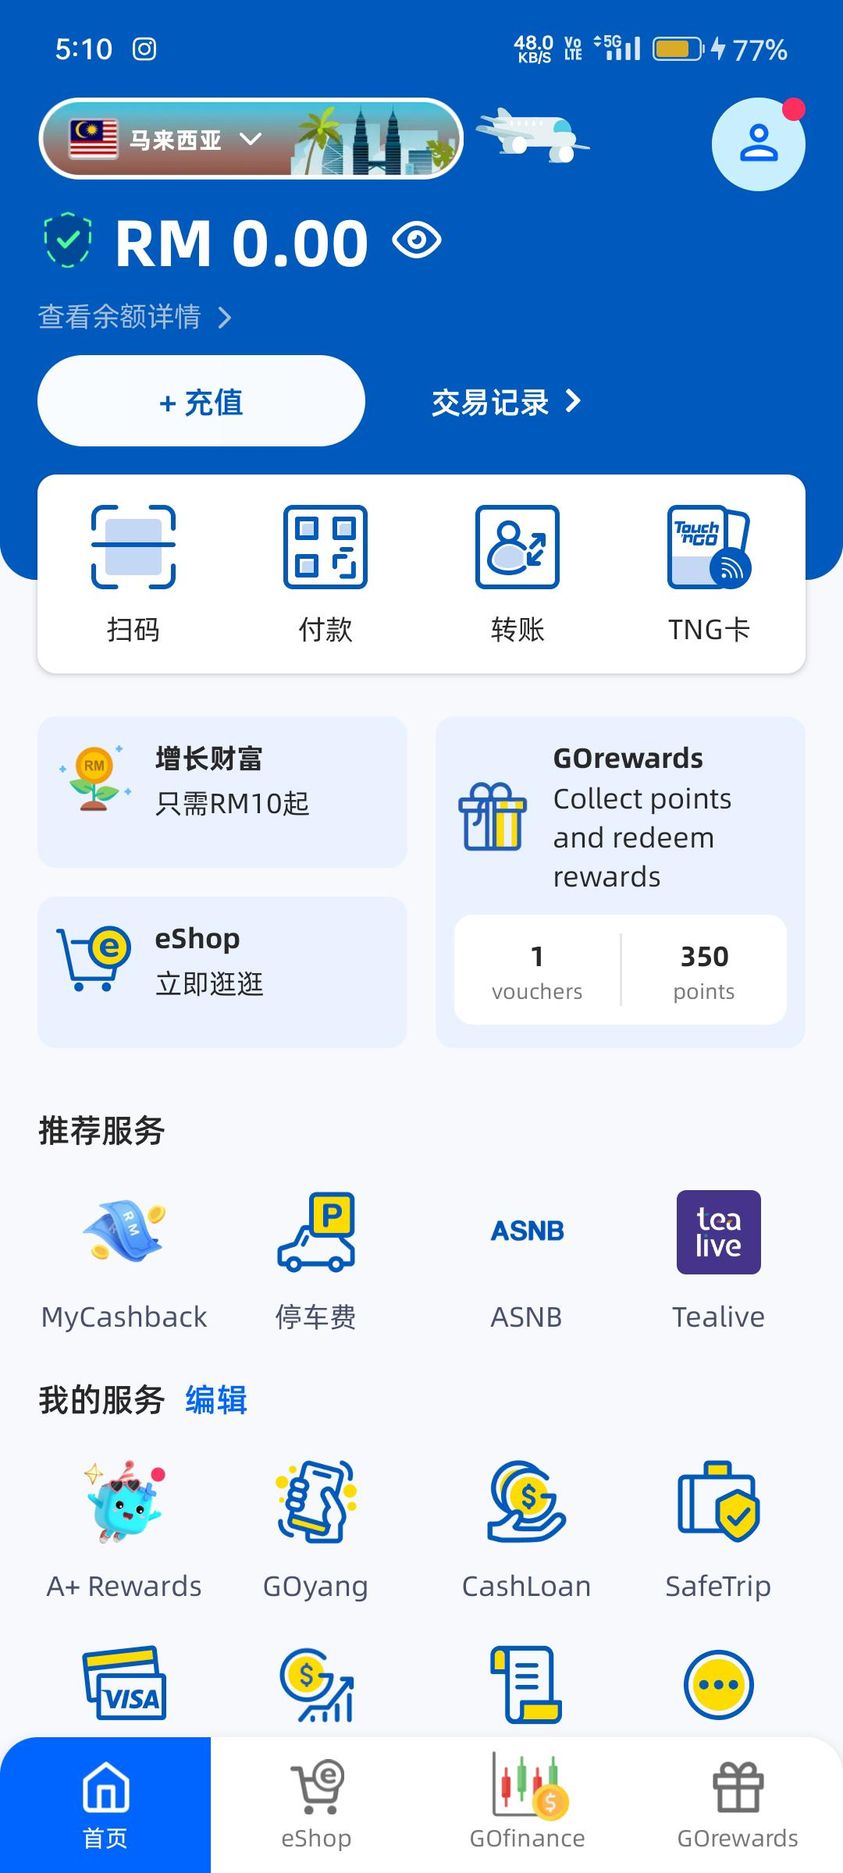 5:10
48.0 KB/S
Vo LTE
5G
77%
马来西亚
RM 0.00
查看余额详情
+ 充值
交易记录
Touch 'nGO
扫码
付款
转账
TNG卡
RM
增长财富
只需RM10起
GOrewards
Collect points
and redeem
rewards
e
eShop
立即逛逛
1
350
vouchers
points
推荐服务
RM
P
ASNB
tea
live
MyCashback
停车费
ASNB
Tealive
我的服务 编辑
$
A+ Rewards
GOyang
CashLoan
SafeTrip
VISA
$
e
$
首页
eShop
GOfinance
GOrewards